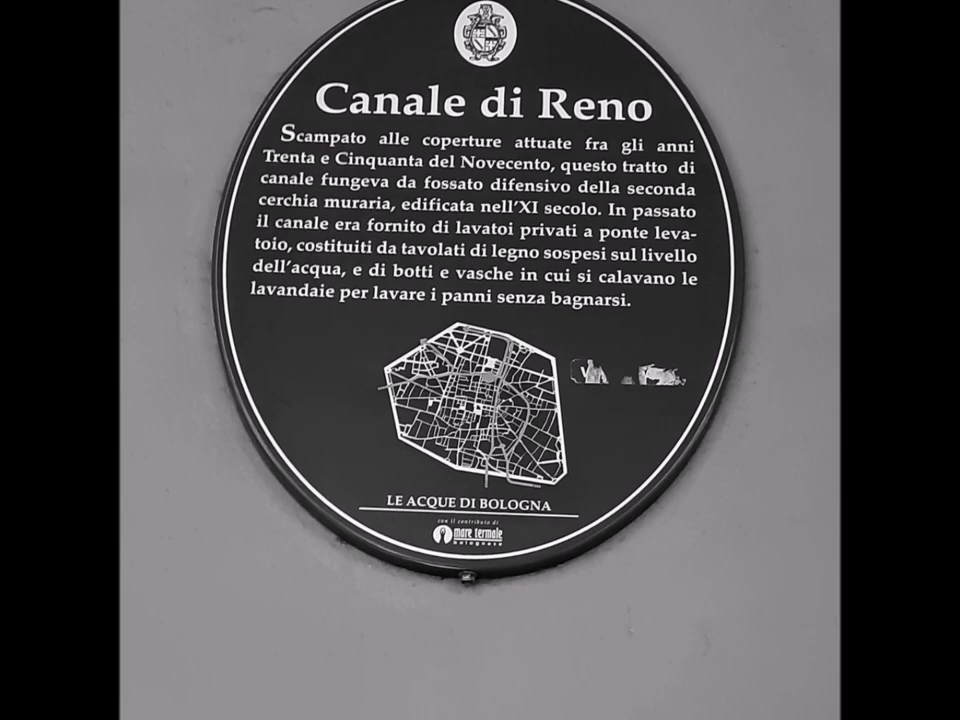 Canale di Reno
Scampato alle coperture attuate fra gli anni
Trenta e Cinquanta del Novecento, questo tratto di
canale fungeva da fossato difensivo della seconda
cerchia muraria, edificata nell'XI secolo. In passato
il canale era fornito di lavatoi privati a ponte leva-
toio, costituiti da tavolati di legno sospesi sul livello
dell'acqua, e di botti e vasche in cui si calavano le
lavandaie per lavare i panni senza bagnarsi.
LE ACQUE DI BOLOGNA
con il contributo di
mare termale
bolognese